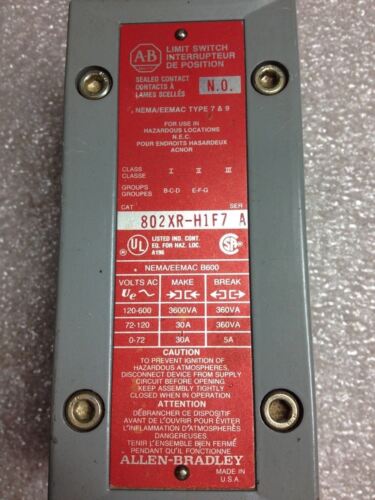 A-B
LIMIT SWITCH
INTERRUPTEUR
DE POSITION
SEALED CONTACT
CONTACTS À
LAMES SCELLÉS
N.O.
NEMA/EEMAC TYPE 7 & 9
FOR USE IN
HAZARDOUS LOCATIONS
N.E.C.
POUR ENDROITS HASARDEUX
ACNOR
CLASS I II III
CLASSE
GROUPS B-C-D E-F-G
GROUPES
CAT SER
802XR-H1F7 A
UL LISTED IND. CONT.
EQ. FOR HAZ. LOC.
A196
SA
NEMA/EEMAC B600
VOLTS AC MAKE BREAK
Ue
120-600 3600VA 360VA
72-120 30A 360VA
0-72 30A 5A
CAUTION
TO PREVENT IGNITION OF
HAZARDOUS ATMOSPHERES,
DISCONNECT DEVICE FROM SUPPLY
CIRCUIT BEFORE OPENING.
KEEP ASSEMBLY TIGHTLY
CLOSED WHEN IN OPERATION
ATTENTION
DÉBRANCHER CE DISPOSITIF
AVANT DE L'OUVRIR POUR ÉVITER
L'INFLAMMATION D'ATMOSPHÈRES
DANGEREUSES
TENIR L'ENSEMBLE BIEN FERMÉ
PENDANT QU'IL FONCTIONNE
ALLEN-BRADLEY
MADE IN
U.S.A.